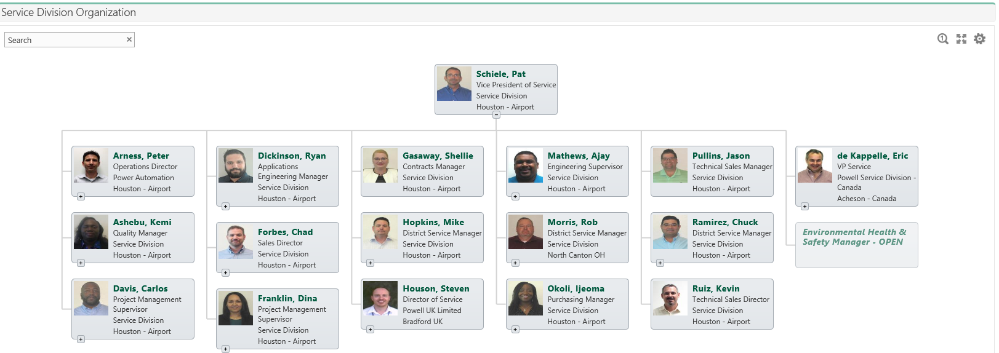 Service Division Organization
Search
Schiele, Pat
Vice President of Service
Service Division
Houston - Airport
Arness, Peter
Operations Director
Power Automation
Houston - Airport
Dickinson, Ryan
Applications
Engineering Manager
Service Division
Houston - Airport
Gasaway, Shellie
Contracts Manager
Service Division
Houston - Airport
Mathews, Ajay
Engineering Supervisor
Service Division
Houston - Airport
Pullins, Jason
Technical Sales Manager
Service Division
Houston - Airport
de Kappelle, Eric
VP Service
Powell Service Division -
Canada
Acheson - Canada
Ashebu, Kemi
Quality Manager
Service Division
Houston - Airport
Forbes, Chad
Sales Director
Service Division
Houston - Airport
Hopkins, Mike
District Service Manager
Service Division
Houston - Airport
Morris, Rob
District Service Manager
Service Division
North Canton OH
Ramirez, Chuck
District Service Manager
Service Division
Houston - Airport
Environmental Health &
Safety Manager - OPEN
Davis, Carlos
Project Management
Supervisor
Service Division
Houston - Airport
Franklin, Dina
Project Management
Supervisor
Service Division
Houston - Airport
Houson, Steven
Director of Service
Powell UK Limited
Bradford UK
Okoli, Ijeoma
Purchasing Manager
Service Division
Houston - Airport
Ruiz, Kevin
Technical Sales Director
Service Division
Houston - Airport